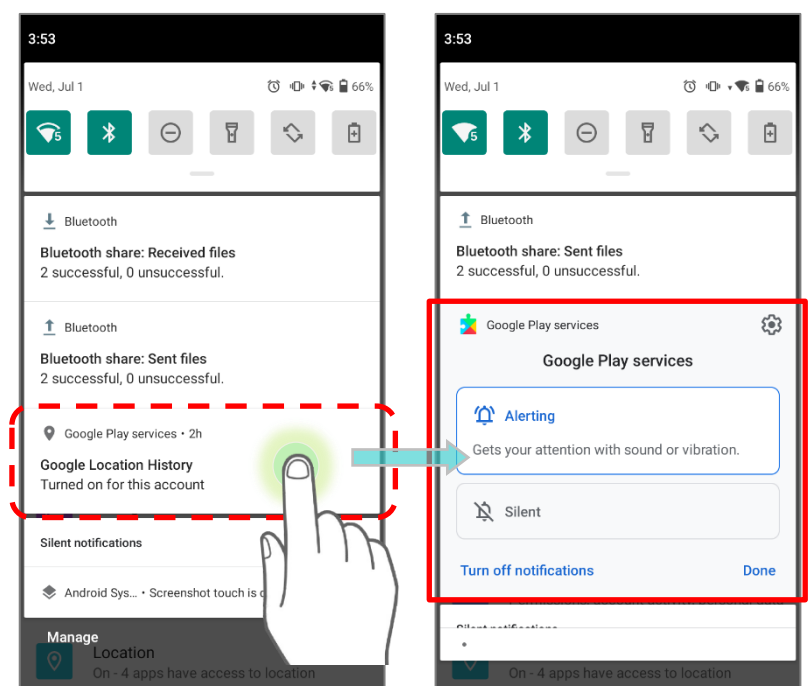 3:53
Wed, Jul 1
66%
5
Bluetooth
Bluetooth share: Received files
2 successful, 0 unsuccessful.
Bluetooth
Bluetooth share: Sent files
2 successful, 0 unsuccessful.
Google Play services • 2h
Google Location History
Turned on for this account
Silent notifications
Android Sys... • Screenshot touch is
Manage
Location
On - 4 apps have access to location
3:53
Wed, Jul 1
66%
5
Bluetooth
Bluetooth share: Sent files
2 successful, 0 unsuccessful.
Google Play services
Google Play services
Alerting
Gets your attention with sound or vibration.
Silent
Turn off notifications
Done
Silent notifications
On - 4 apps have access to location